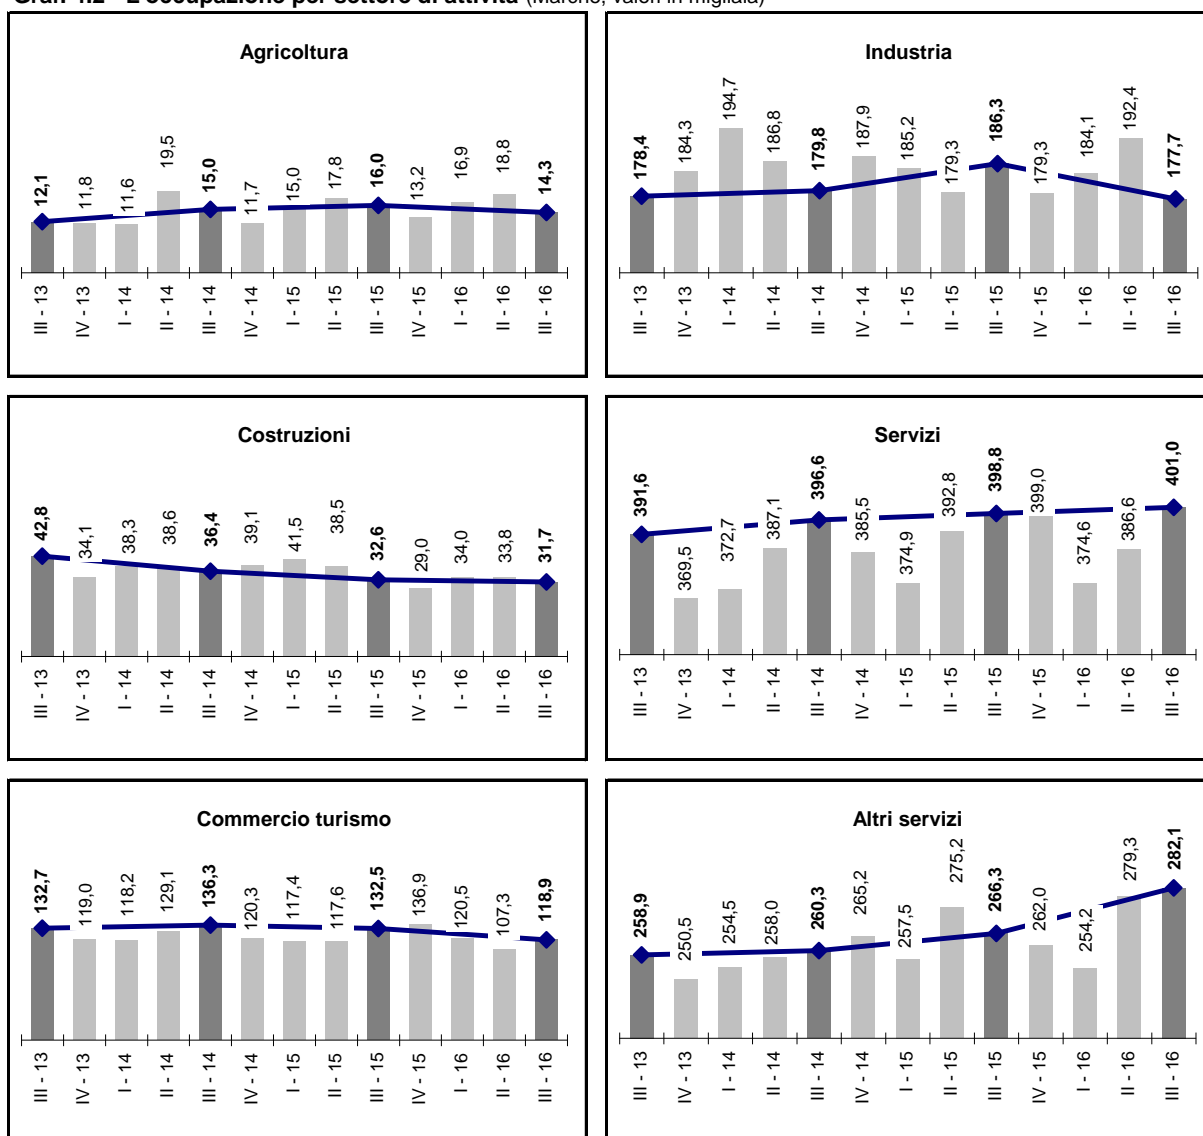 L'occupazione per settore di attività (Marche; valori in migliaia)
Agricoltura
12,1 11,8 11,6 19,5 15,0 11,7 15,0 17,8 16,0 13,2 16,9 18,8 14,3
III - 13 IV - 13 I - 14 II - 14 III - 14 IV - 14 I - 15 II - 15 III - 15 IV - 15 I - 16 II - 16 III - 16
Industria
178,4 184,3 194,7 186,8 179,8 187,9 185,2 179,3 186,3 179,3 184,1 192,4 177,7
III - 13 IV - 13 I - 14 II - 14 III - 14 IV - 14 I - 15 II - 15 III - 15 IV - 15 I - 16 II - 16 III - 16
Costruzioni
42,8 34,1 38,3 38,6 36,4 39,1 41,5 38,5 32,6 29,0 34,0 33,8 31,7
III - 13 IV - 13 I - 14 II - 14 III - 14 IV - 14 I - 15 II - 15 III - 15 IV - 15 I - 16 II - 16 III - 16
Servizi
391,6 369,5 372,7 387,1 396,6 385,5 374,9 392,8 398,8 399,0 374,6 386,6 401,0
III - 13 IV - 13 I - 14 II - 14 III - 14 IV - 14 I - 15 II - 15 III - 15 IV - 15 I - 16 II - 16 III - 16
Commercio turismo
132,7 119,0 118,2 129,1 136,3 120,3 117,4 117,6 132,5 136,9 120,5 107,3 118,9
III - 13 IV - 13 I - 14 II - 14 III - 14 IV - 14 I - 15 II - 15 III - 15 IV - 15 I - 16 II - 16 III - 16
Altri servizi
258,9 250,5 254,5 258,0 260,3 265,2 257,5 275,2 266,3 262,0 254,2 279,3 282,1
III - 13 IV - 13 I - 14 II - 14 III - 14 IV - 14 I - 15 II - 15 III - 15 IV - 15 I - 16 II - 16 III - 16